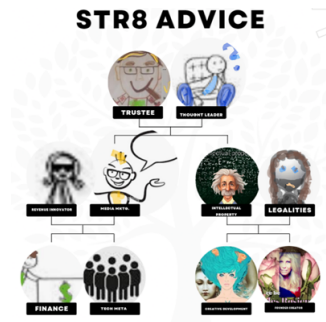 STR8 ADVICE
TRUSTEE
THOUGHT LEADER
REVERSE INNOVATOR
MEDIA META.
INTELLECTUAL
PROPERTY
LEGALITIES
FINANCE
TECH META
CREATIVE DEVELOPMENT